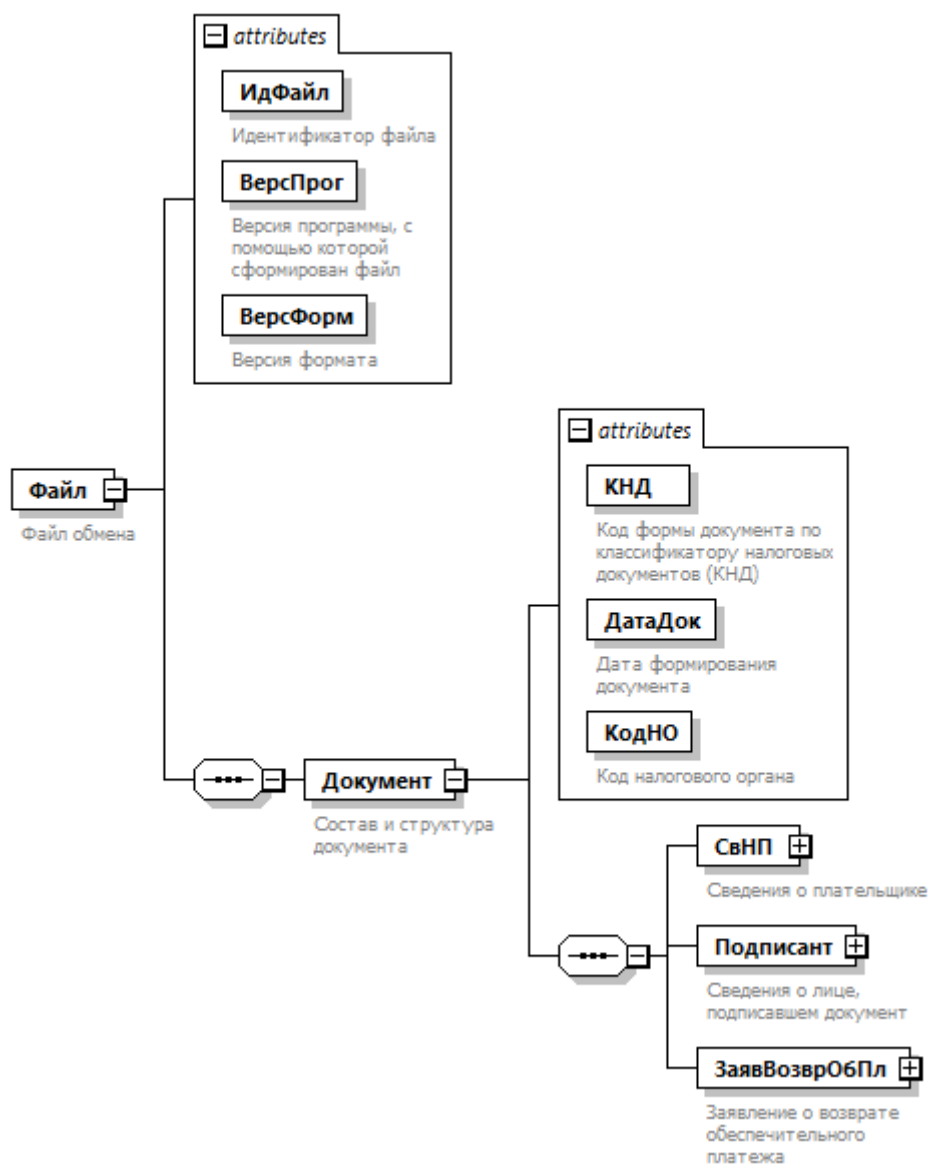 attributes
ИдФайл
Идентификатор файла
ВерсПрог
Версия программы, с
помощью которой
сформирован файл
ВерсФорм
Версия формата
Файл
Файл обмена
attributes
КНД
Код формы документа по
классификатору налоговых
документов (КНД)
ДатаДок
Дата формирования
документа
КодНО
Код налогового органа
Документ
Состав и структура
документа
СвНП
Сведения о плательщике
Подписант
Сведения о лице,
подписавшем документ
ЗаявВозврОбПл
Заявление о возврате
обеспечительного
платежа